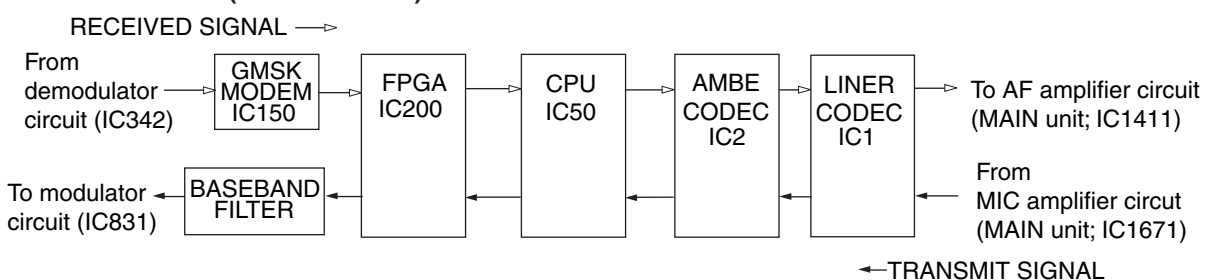 RECEIVED SIGNAL
From
demodulator
circuit (IC342)
GMSK
MODEM
IC150
FPGA
IC200
CPU
IC50
AMBE
CODEC
IC2
LINER
CODEC
IC1
To AF amplifier circuit
(MAIN unit; IC1411)
To modulator
circuit (IC831)
BASEBAND
FILTER
From
MIC amplifier circut
(MAIN unit; IC1671)
TRANSMIT SIGNAL